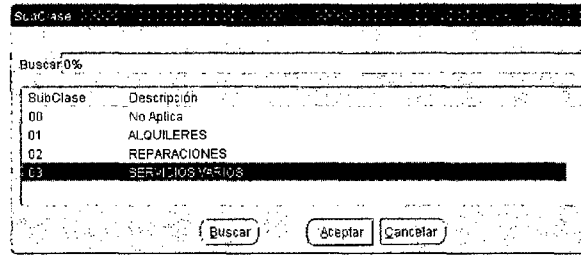 SubClase
Buscar 0%
SubClase Descripción
00 No Aplica
01 ALQUILERES
02 REPARACIONES
03 SERVICIOS VARIOS
Buscar Aceptar Cancelar